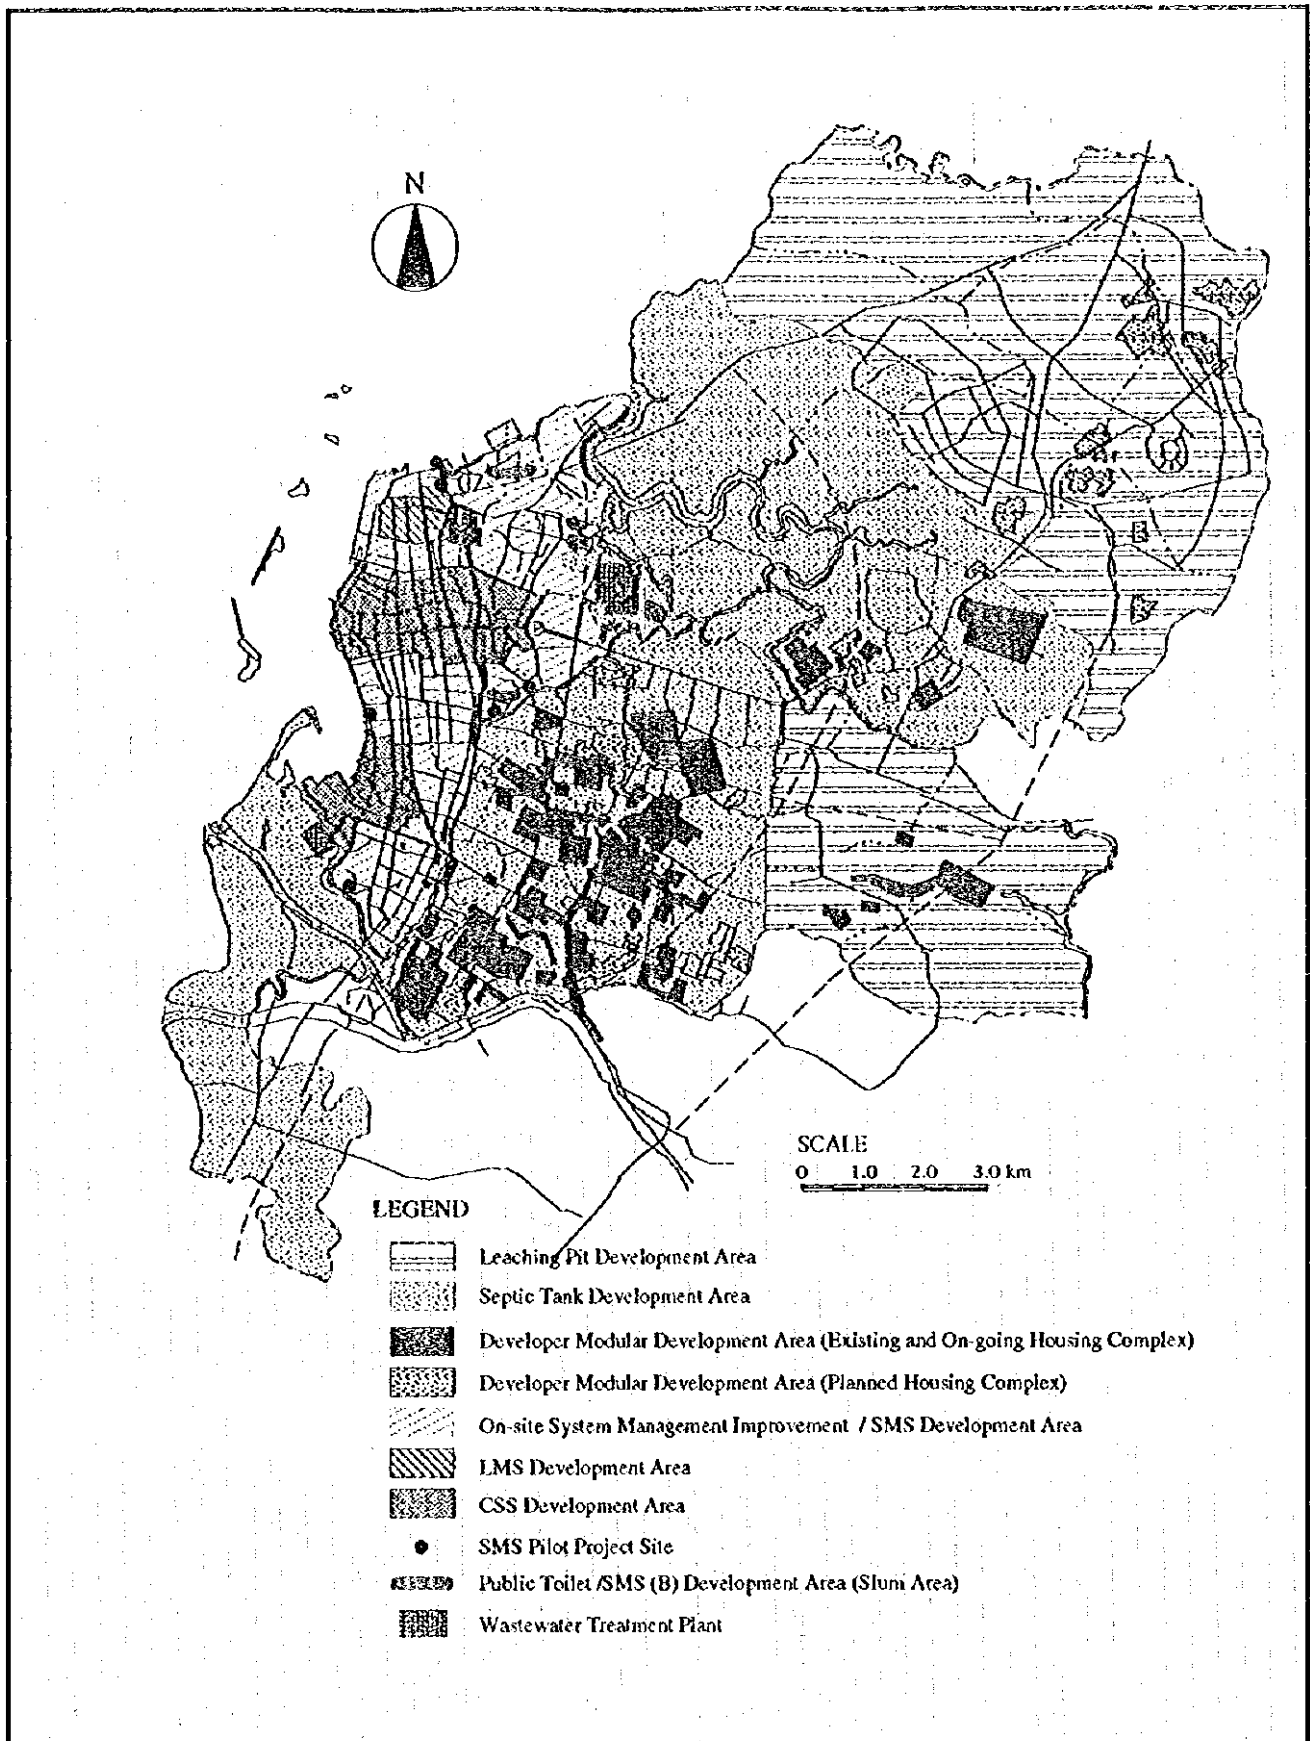 N
SCALE
0 1.0 2.0 3.0 km
LEGEND
Leaching Pit Development Area
Septic Tank Development Area
Developer Modular Development Area (Existing and On-going Housing Complex)
Developer Modular Development Area (Planned Housing Complex)
On-site System Management Improvement / SMS Development Area
LMS Development Area
CSS Development Area
SMS Pilot Project Site
Public Toilet /SMS (B) Development Area (Slum Area)
Wastewater Treatment Plant